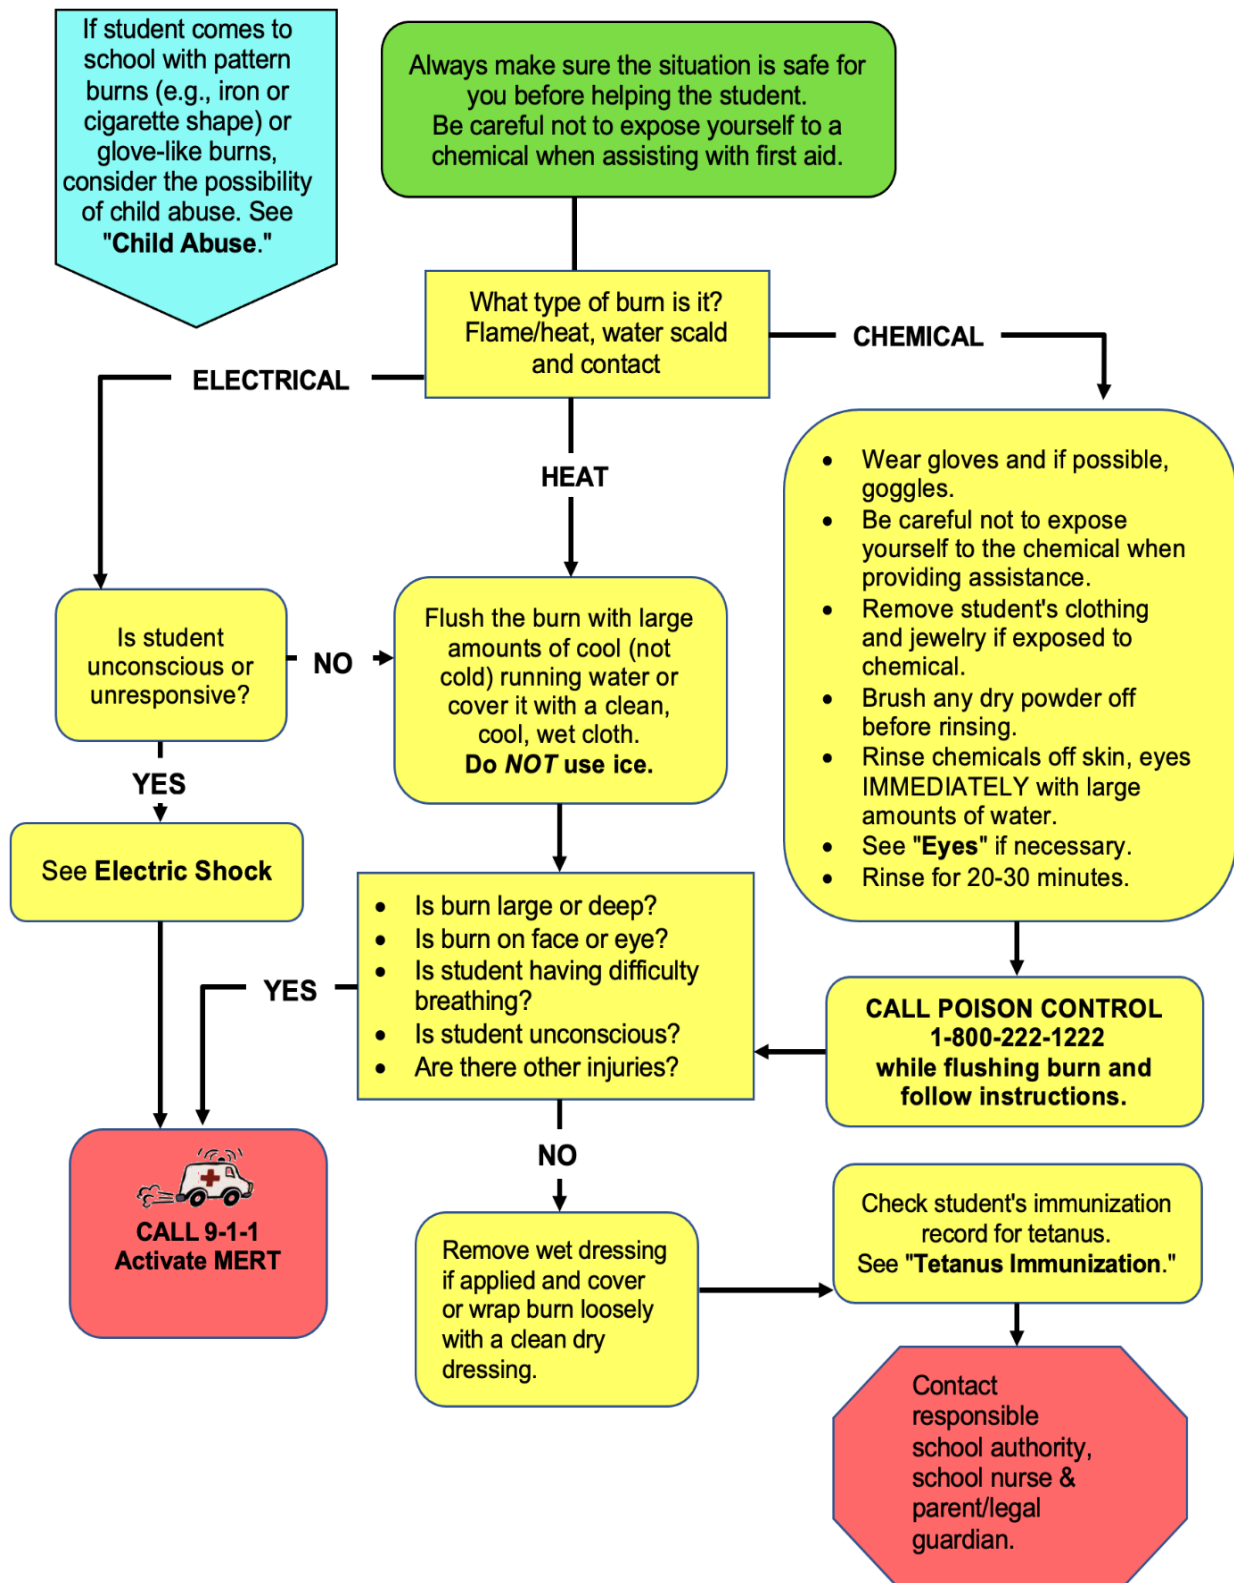 If student comes to
school with pattern
burns (e.g., iron or
cigarette shape) or
glove-like burns,
consider the possibility
of child abuse. See
"Child Abuse."
Always make sure the situation is safe for
you before helping the student.
Be careful not to expose yourself to a
chemical when assisting with first aid.
What type of burn is it?
Flame/heat, water scald
and contact
CHEMICAL
ELECTRICAL
HEAT
• Wear gloves and if possible,
goggles.
• Be careful not to expose
yourself to the chemical when
providing assistance.
• Remove student's clothing
and jewelry if exposed to
chemical.
• Brush any dry powder off
before rinsing.
• Rinse chemicals off skin, eyes
IMMEDIATELY with large
amounts of water.
• See "Eyes" if necessary.
• Rinse for 20-30 minutes.
Is student
unconscious or
unresponsive?
NO
Flush the burn with large
amounts of cool (not
cold) running water or
cover it with a clean,
cool, wet cloth.
Do NOT use ice.
YES
See Electric Shock
• Is burn large or deep?
• Is burn on face or eye?
• Is student having difficulty
breathing?
• Is student unconscious?
• Are there other injuries?
YES
CALL POISON CONTROL
1-800-222-1222
while flushing burn and
follow instructions.
NO
CALL 9-1-1
Activate MERT
Remove wet dressing
if applied and cover
or wrap burn loosely
with a clean dry
dressing.
Check student's immunization
record for tetanus.
See "Tetanus Immunization."
Contact
responsible
school authority,
school nurse &
parent/legal
guardian.